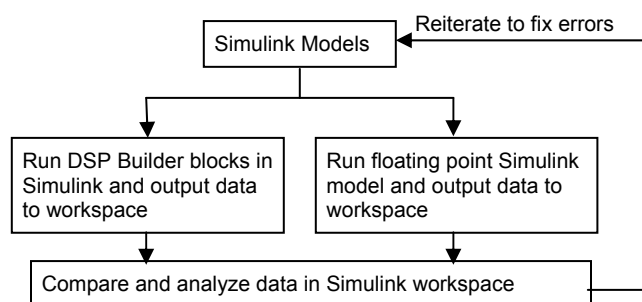 Reiterate to fix errors
Simulink Models
Run DSP Builder blocks in
Simulink and output data
to workspace
Run floating point Simulink
model and output data to
workspace
Compare and analyze data in Simulink workspace